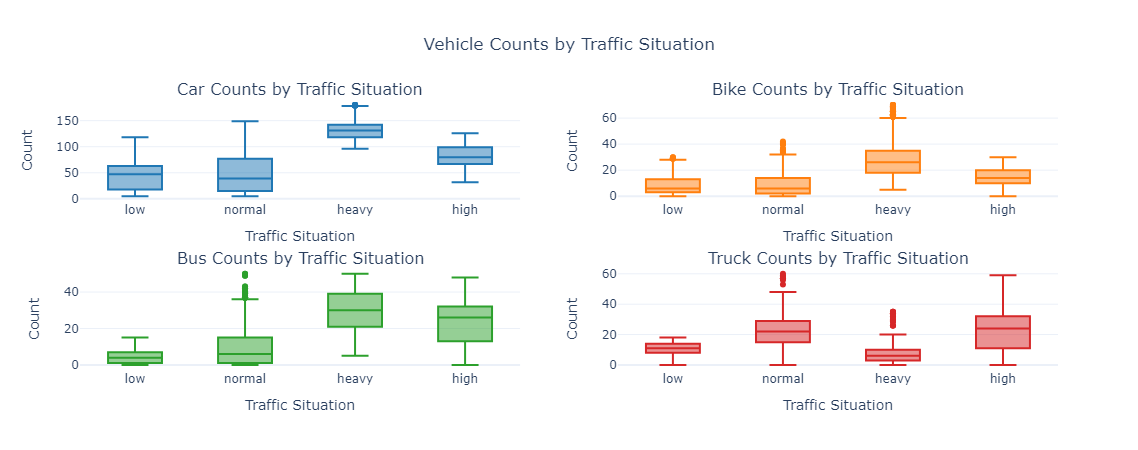 Vehicle Counts by Traffic Situation
Car Counts by Traffic Situation
Count
150
100
50
0
low normal heavy high
Traffic Situation
Bike Counts by Traffic Situation
Count
60
40
20
0
low normal heavy high
Traffic Situation
Bus Counts by Traffic Situation
Count
40
20
0
low normal heavy high
Traffic Situation
Truck Counts by Traffic Situation
Count
60
40
20
0
low normal heavy high
Traffic Situation